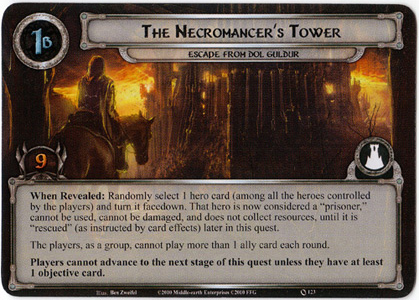 1B
THE NECROMANCER'S TOWER
ESCAPE FROM DOL GULDUR
9
When Revealed: Randomly select 1 hero card (among all the heroes controlled
by the players) and turn it facedown. That hero is now considered a "prisoner,"
cannot be used, cannot be damaged, and does not collect resources, until it is
"rescued" (as instructed by card effects) later in this quest.
The players, as a group, cannot play more than 1 ally card each round.
Players cannot advance to the next stage of this quest unless they have at least
1 objective card.
Illus. Ben Zweifel ©2010 Middle-earth Enterprises ©2010 FFG 123